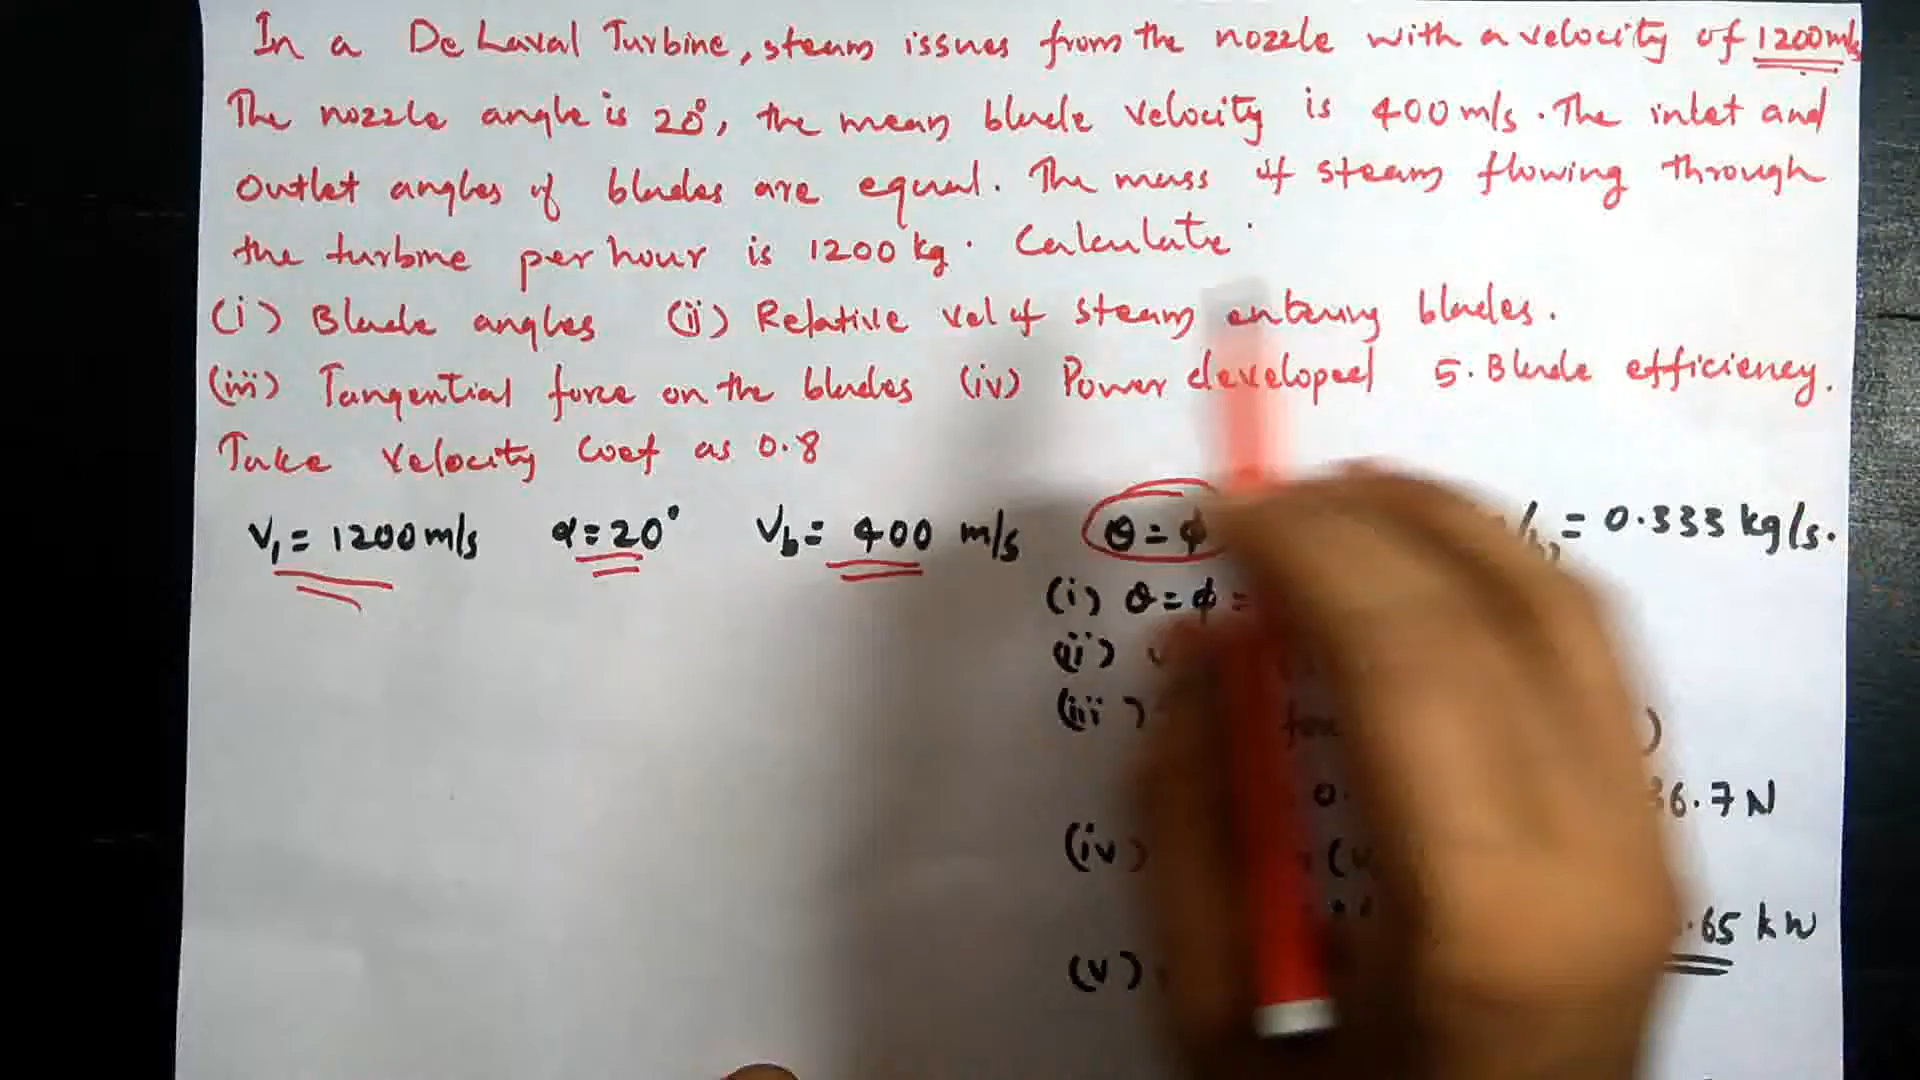 In a De Laval Turbine, steam issues from the nozzle with a velocity of 1200m/s
The nozzle angle is 20°, the mean blade velocity is 400 m/s. The inlet and
outlet angles of blades are equal. The mass of steam flowing through
the turbine per hour is 1200 kg. Calculate
(i) Blade angles (ii) Relative vel of steam entering blades.
(iii) Tangential force on the blades (iv) Power developed 5. Blade efficiency.
Take velocity coef as 0.8
V₁ = 1200 m/s α = 20° V_b = 400 m/s θ = ϕ = 0.333 kg/s.
(i) θ = ϕ =
(ii)
(iii)
6.7 N
(iv)
.65 kW
(v)